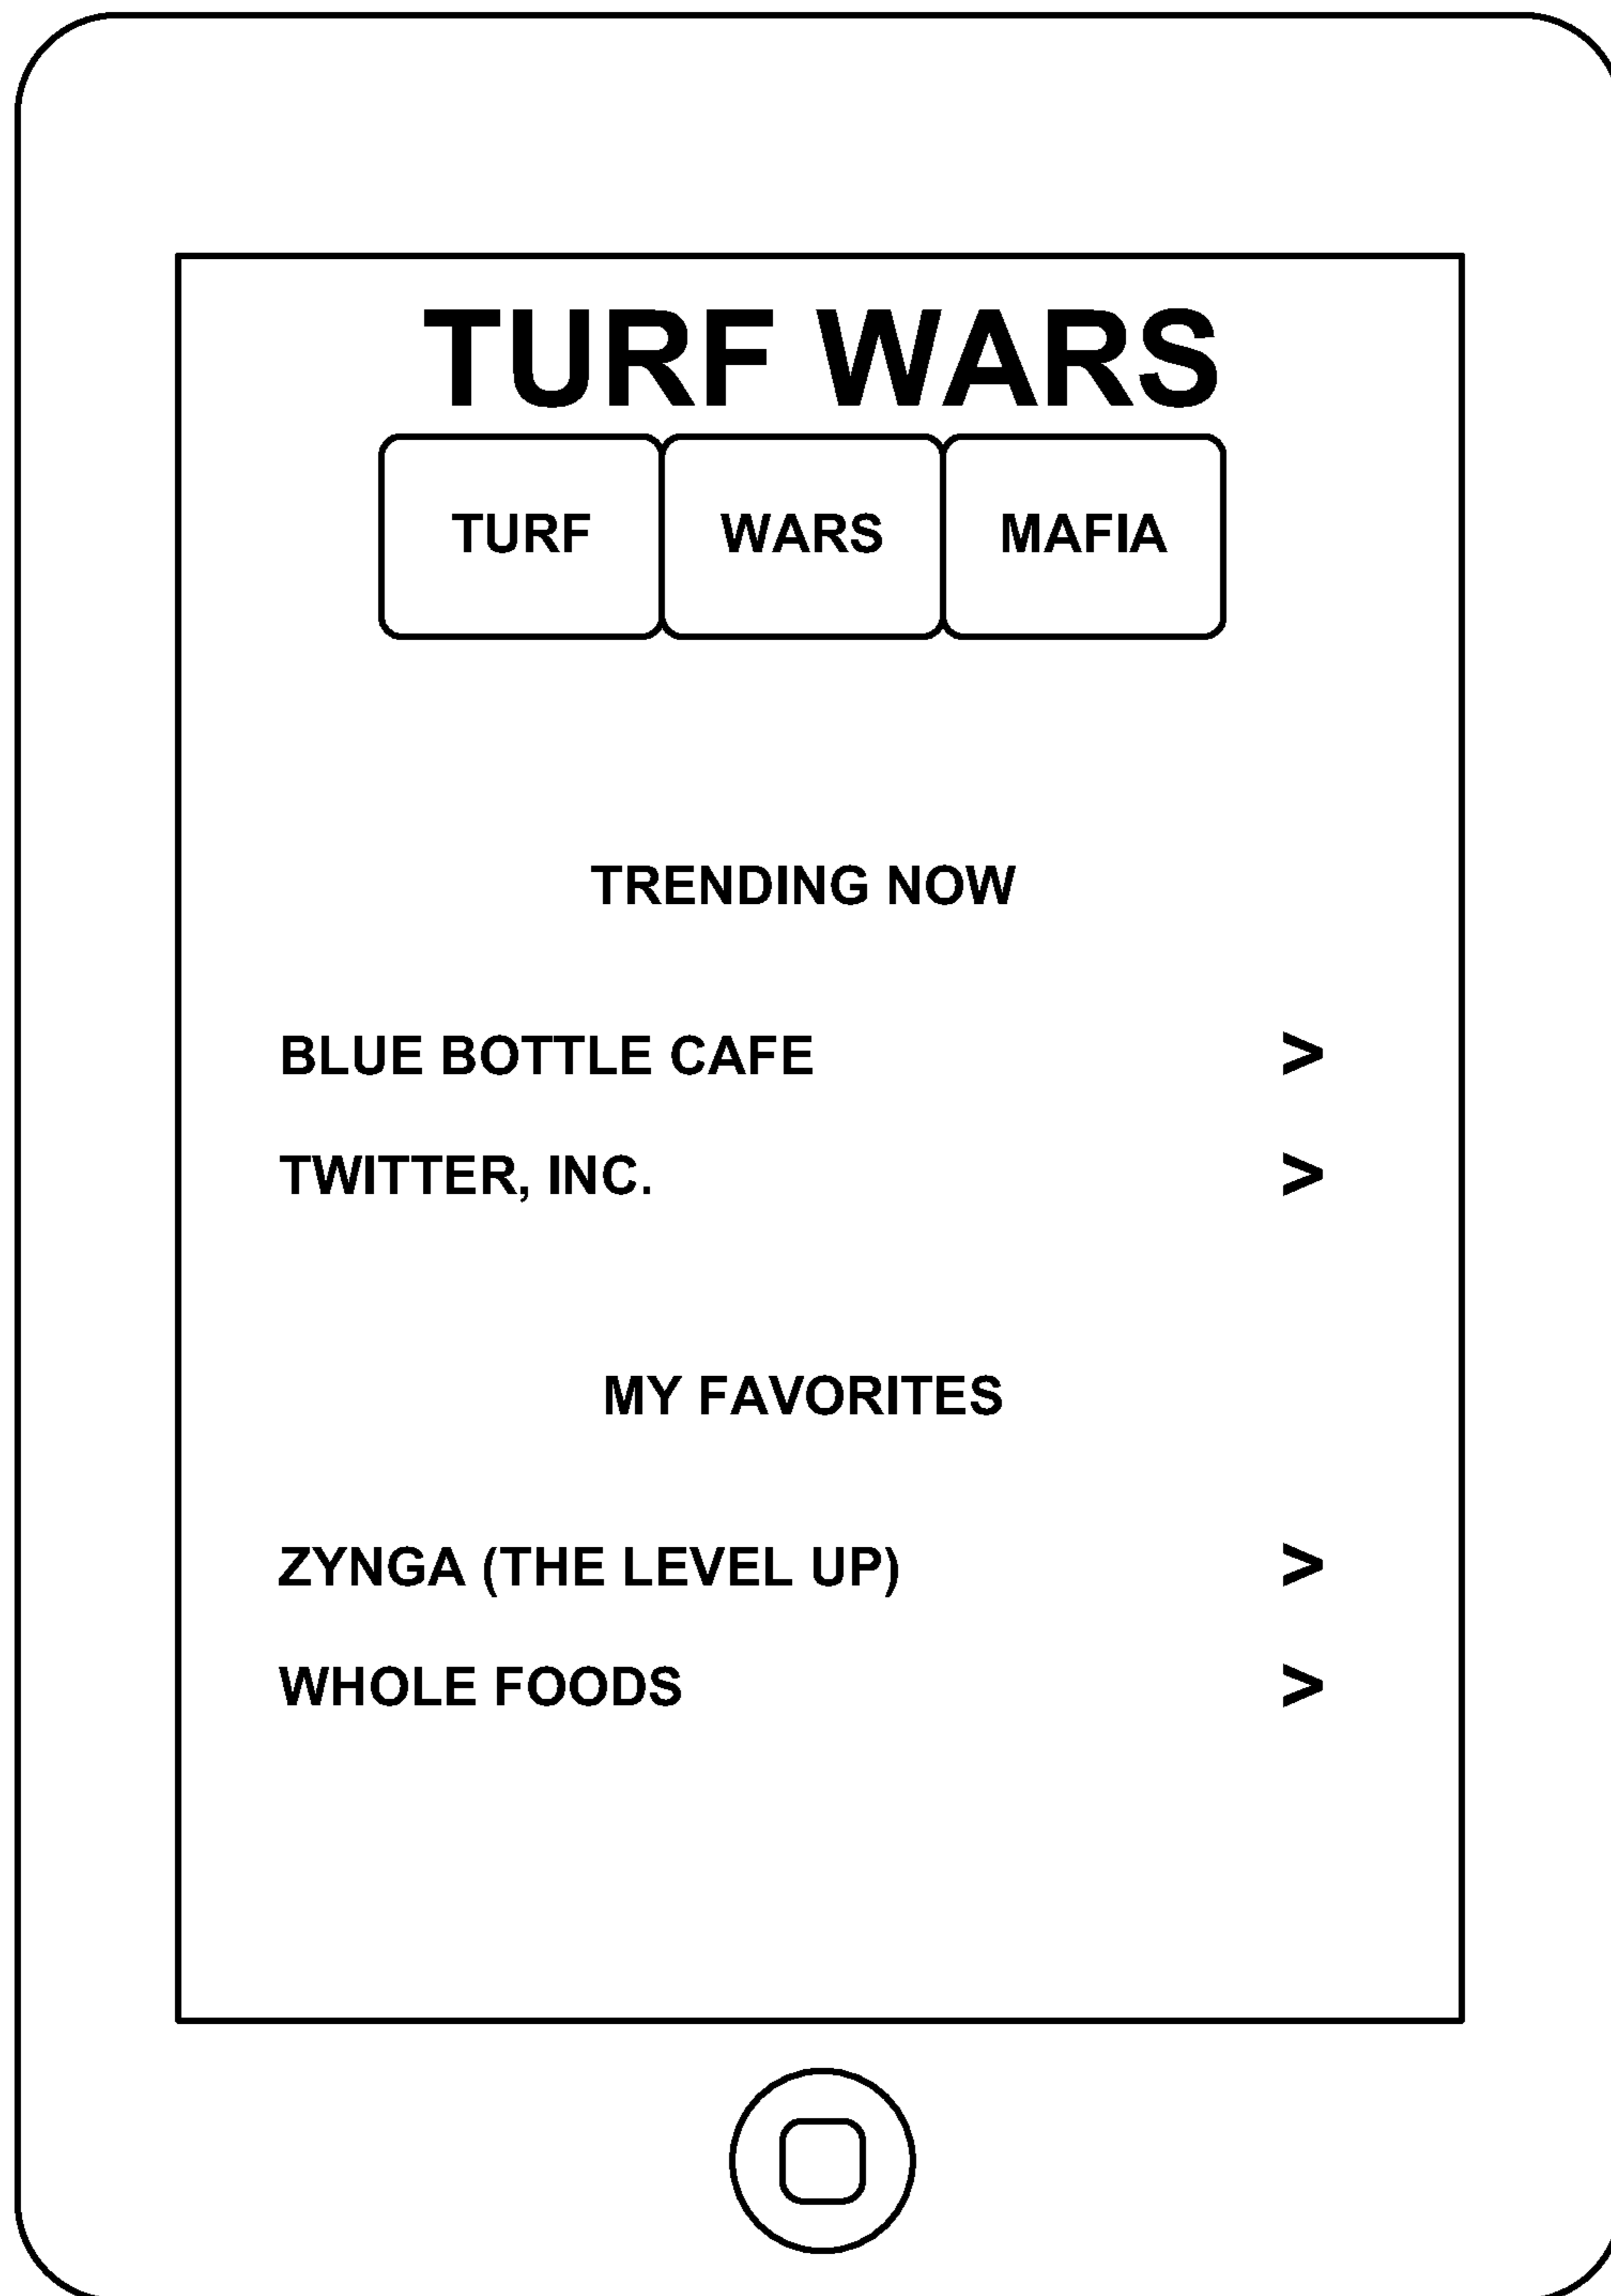 TURF WARS
TURF WARS MAFIA
TRENDING NOW
BLUE BOTTLE CAFE >
TWITTER, INC. >
MY FAVORITES
ZYNGA (THE LEVEL UP) >
WHOLE FOODS >